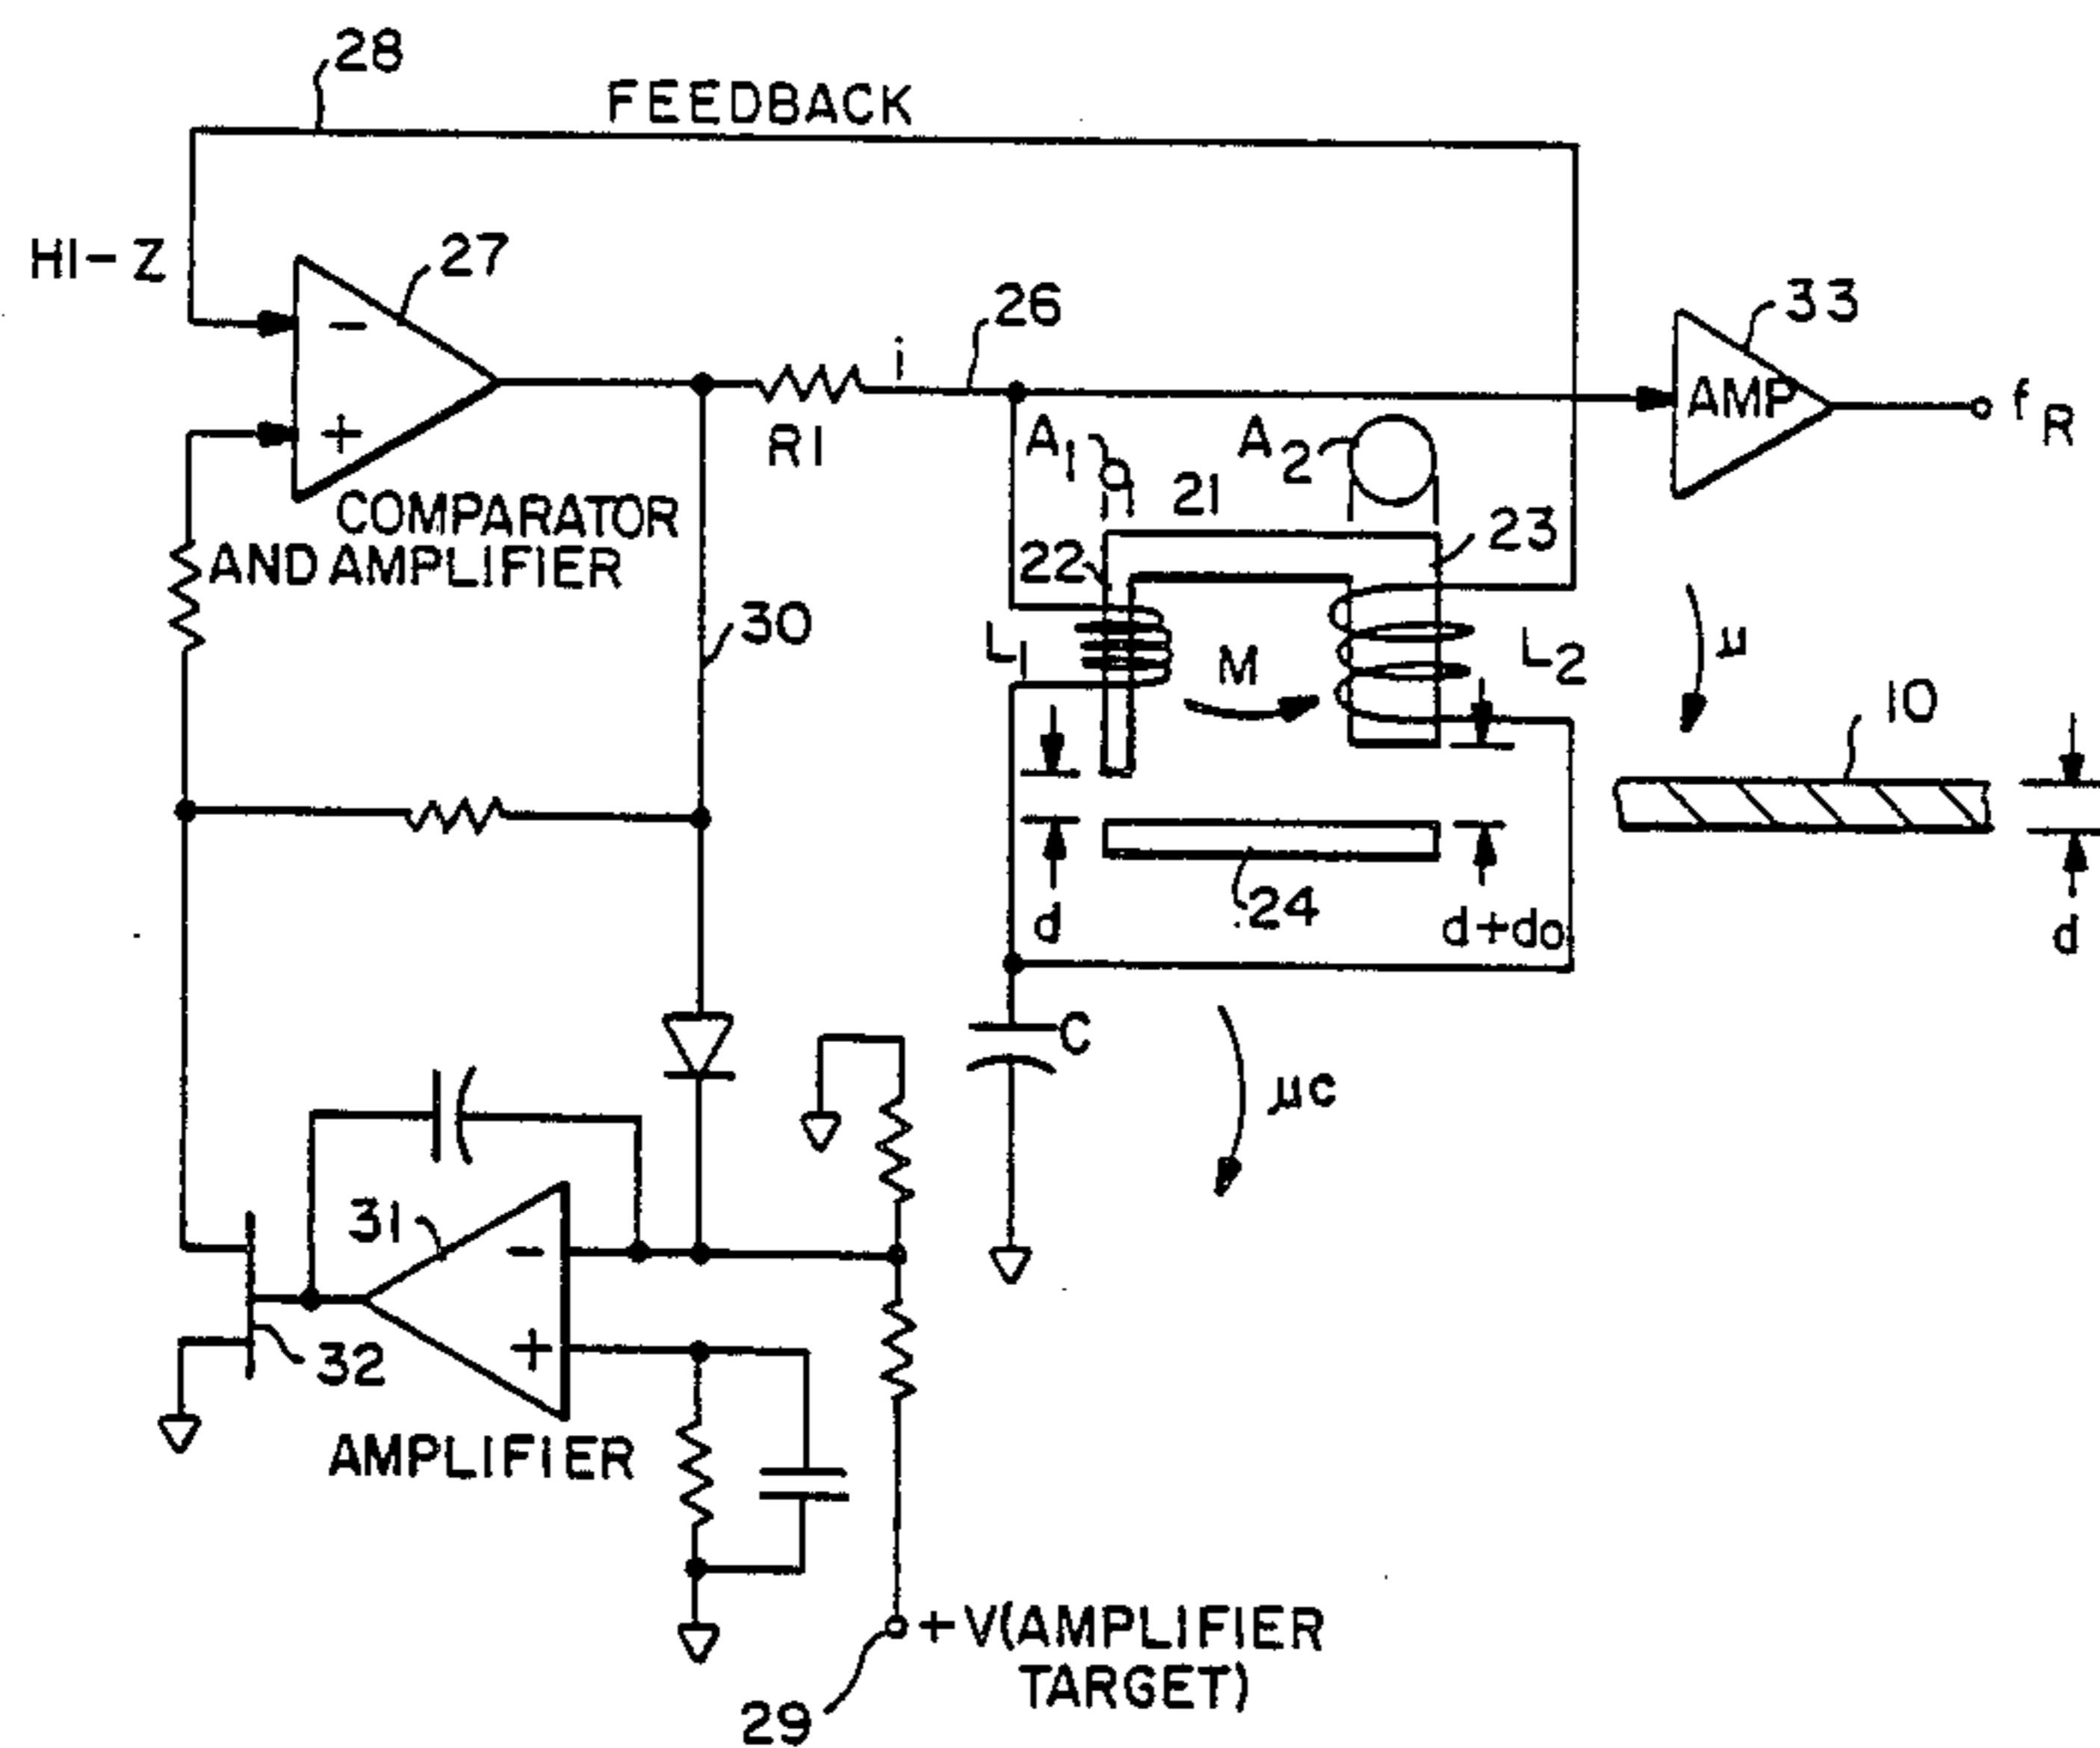 28
FEEDBACK
HI-Z
27
26
33
i
R1
A1
A2
AMP
fR
COMPARATOR
AND AMPLIFIER
21
22
23
30
L1
M
L2
μ
10
d
24
d+do
d
C
μc
31
32
AMPLIFIER
+V(AMPLIFIER
TARGET)
29
-
+
-
+